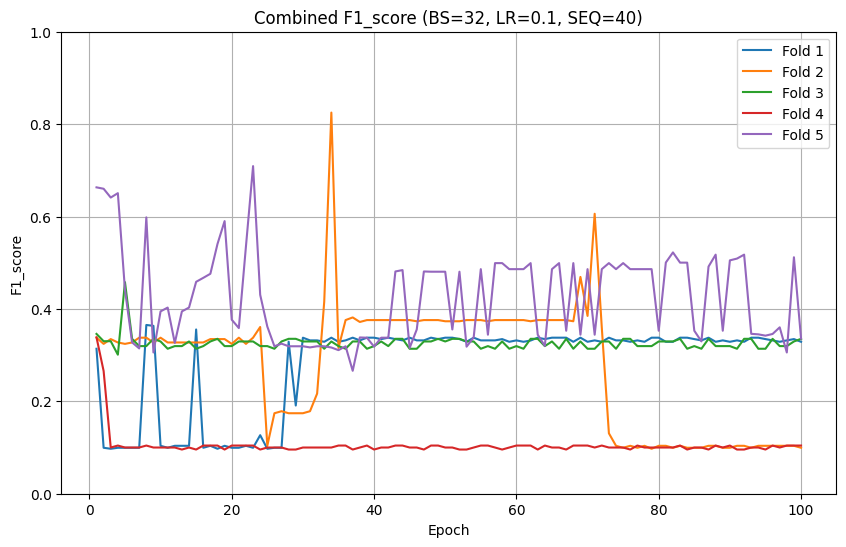 Combined F1_score (BS=32, LR=0.1, SEQ=40)
1.0
0.8
0.6
0.4
0.2
0.0
F1_score
0 20 40 60 80 100
Epoch
Fold 1
Fold 2
Fold 3
Fold 4
Fold 5